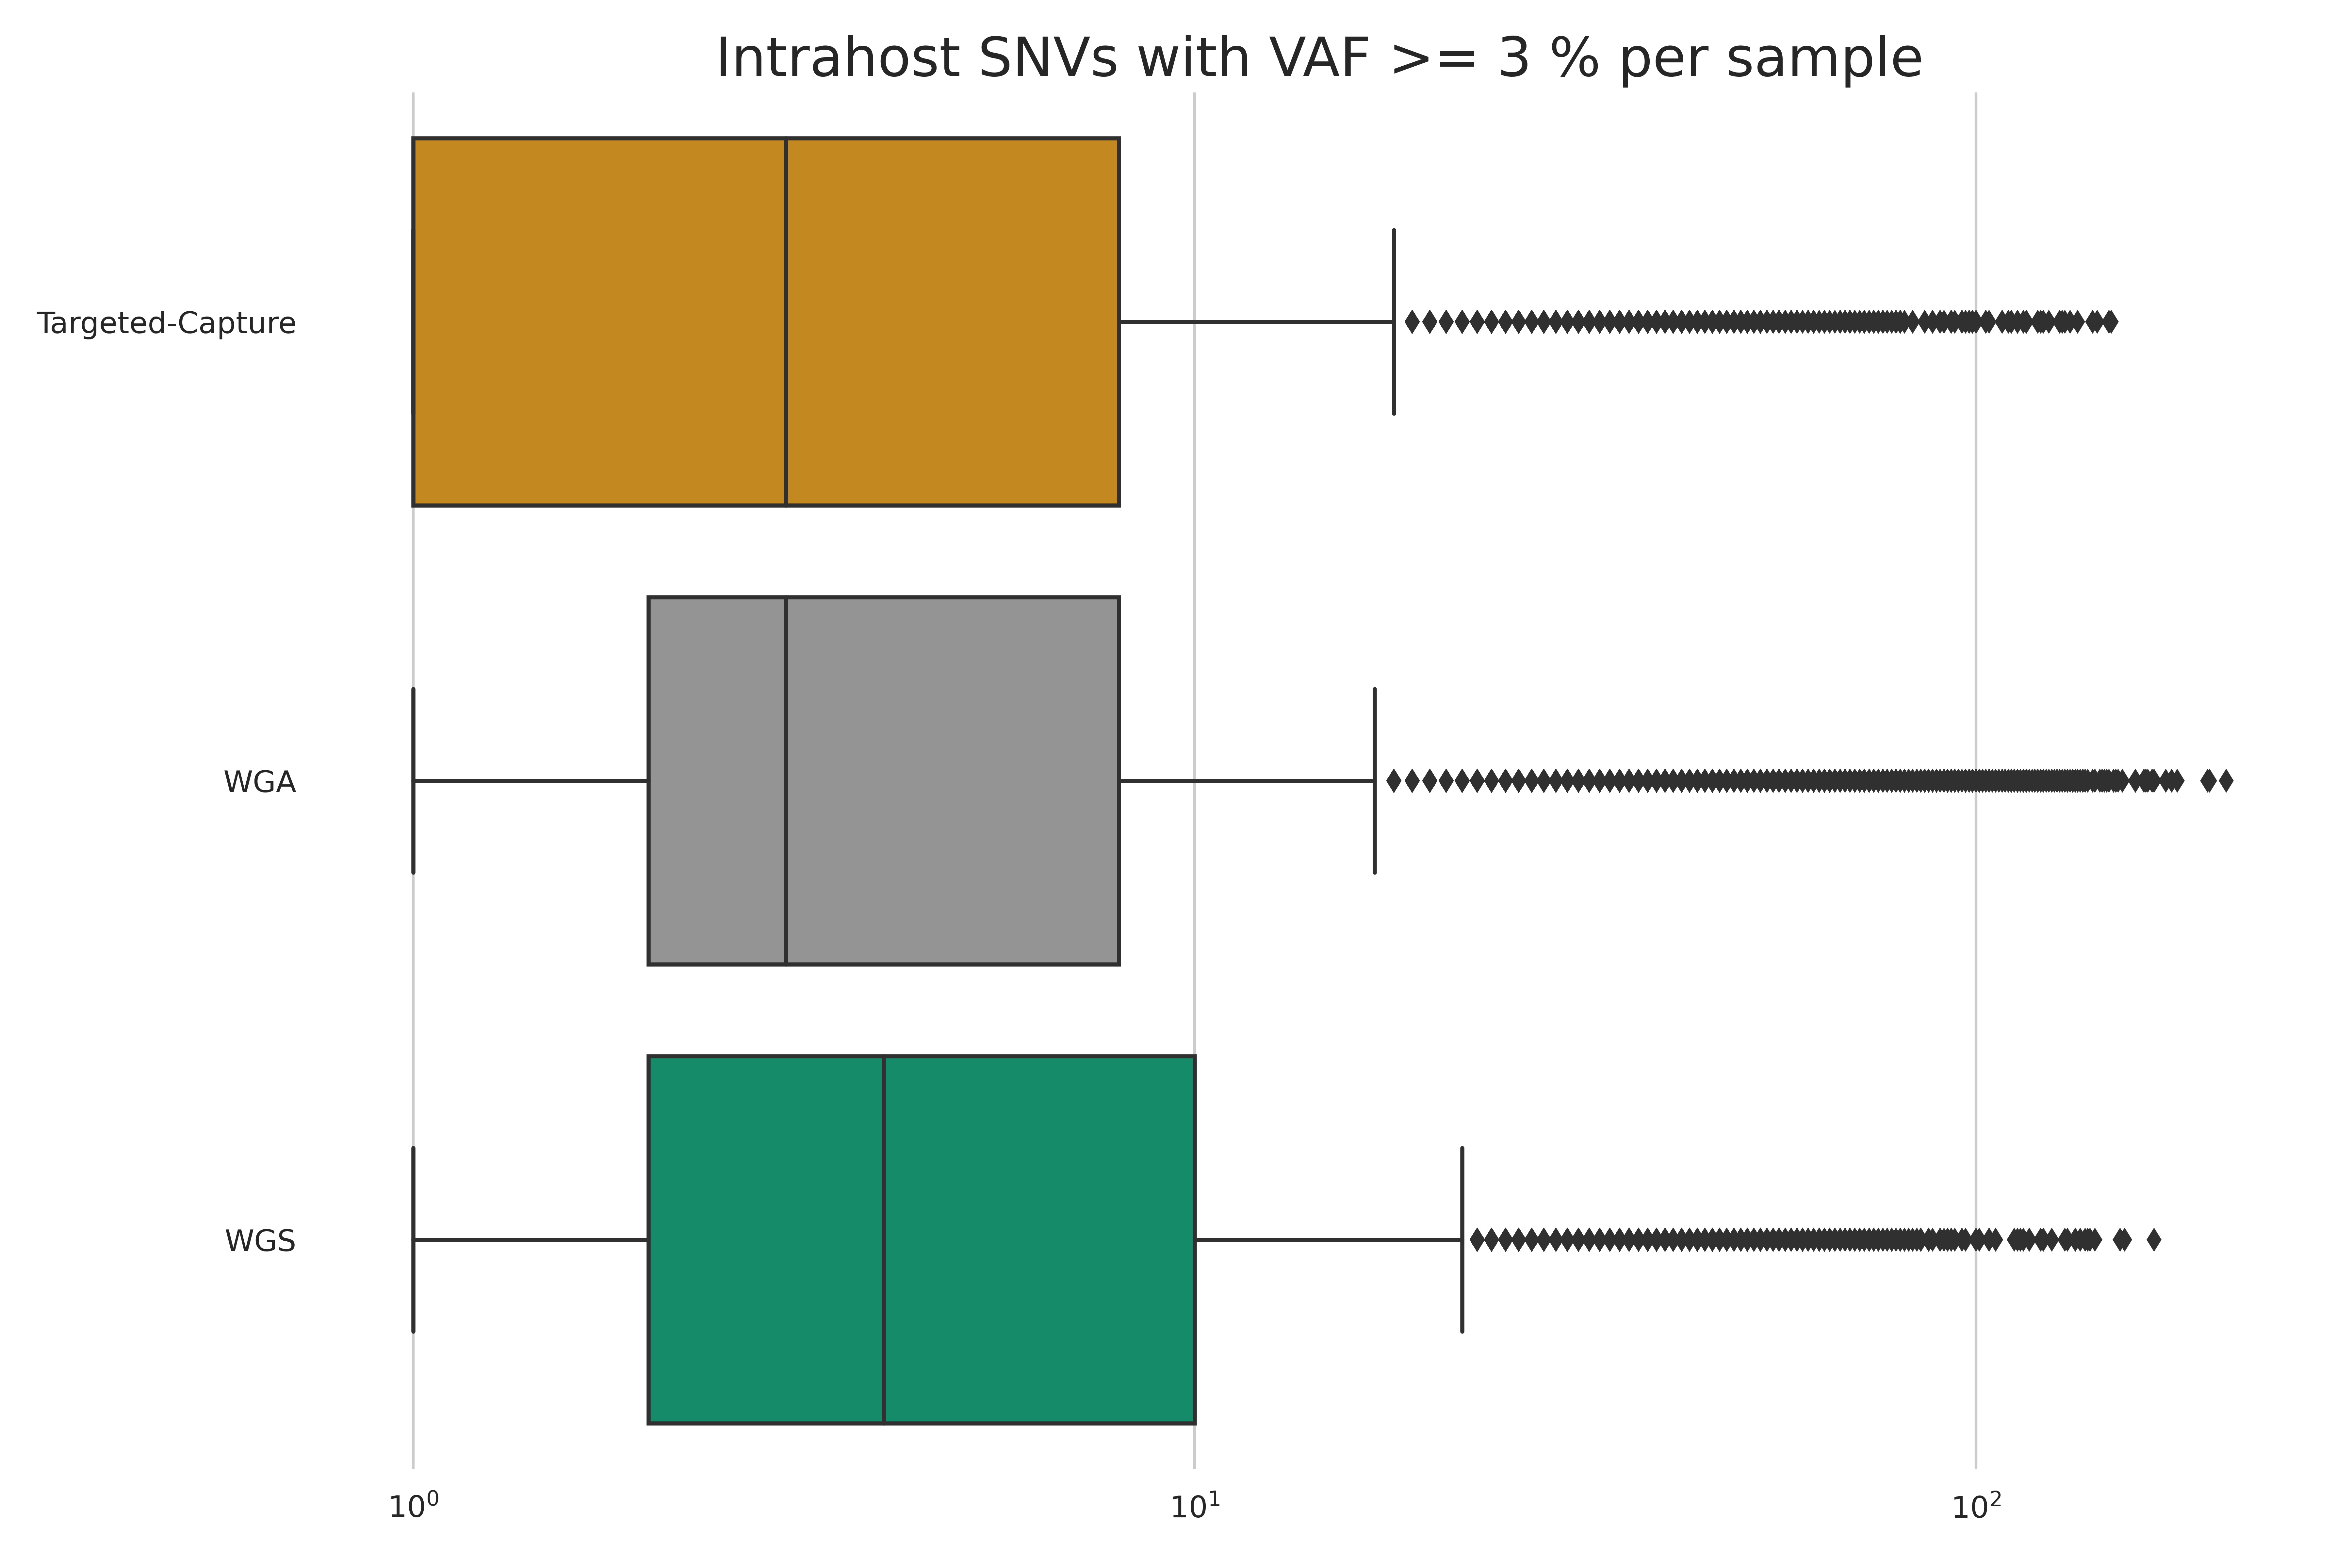 Intrahost SNVs with VAF >= 3 % per sample
Targeted-Capture
WGA
WGS
10⁰ 10¹ 10²